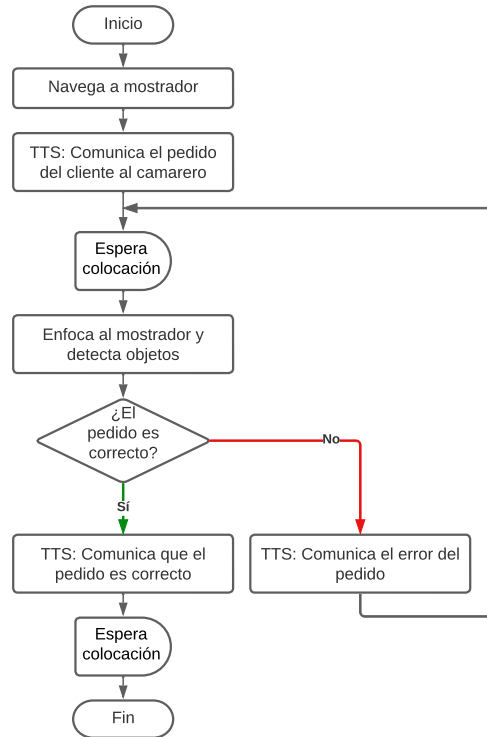 Inicio
Navega a mostrador
TTS: Comunica el pedido
del cliente al camarero
Espera
colocación
Enfoca al mostrador y
detecta objetos
¿El
pedido es
correcto?
No
Sí
TTS: Comunica que el
pedido es correcto
TTS: Comunica el error del
pedido
Espera
colocación
Fin